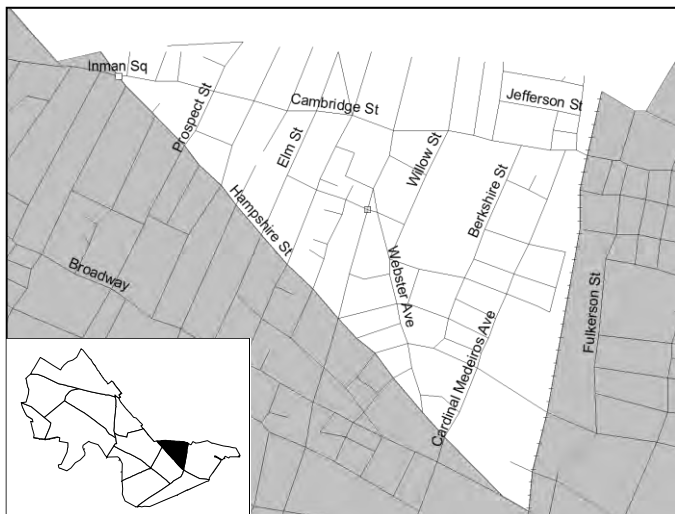 Inman Sq
Cambridge St
Jefferson St
Prospect St
Elm St
Willow St
Berkshire St
Hampshire St
Broadway
Webster Ave
Cardinal Medeiros Ave
Fulkerson St